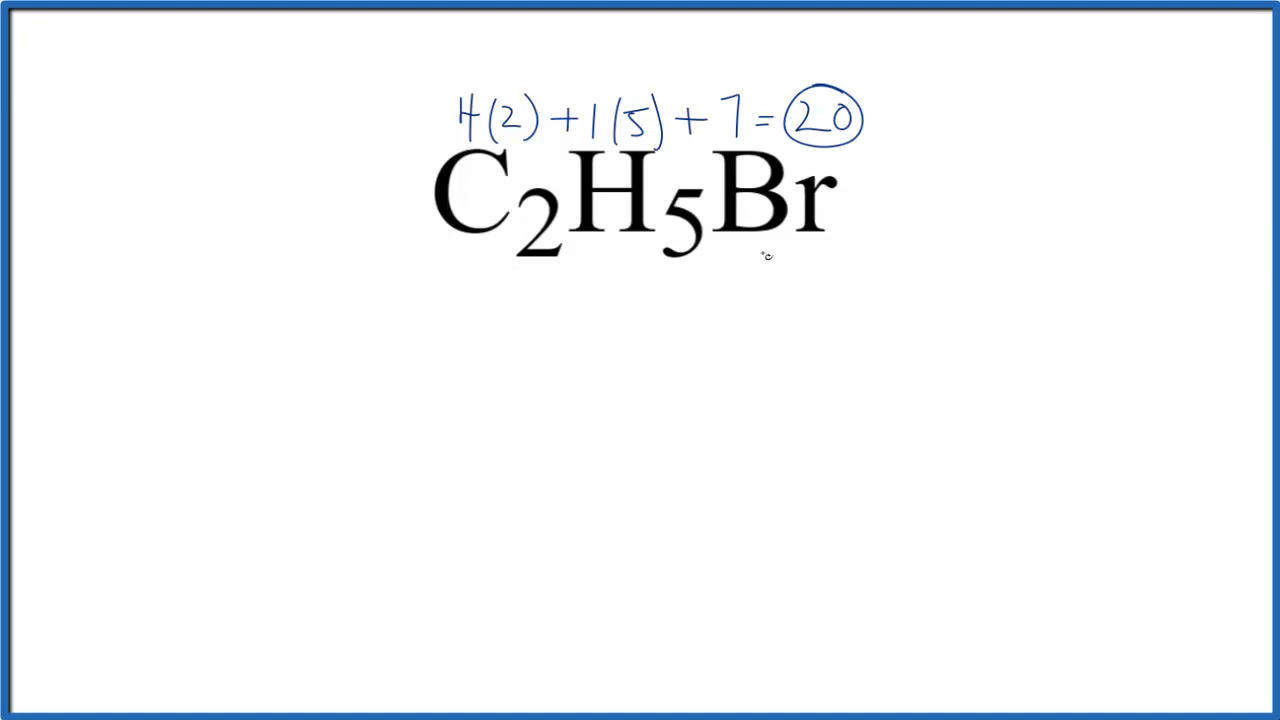 4(2) + 1(5) + 7 = 20
C₂H₅Br